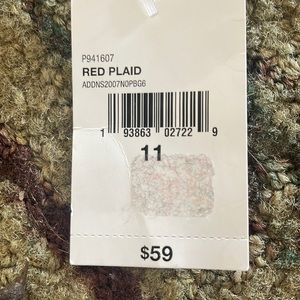 P941607
RED PLAID
ADDNS2007N0PBG6
1 93863 02722 9
11
$59